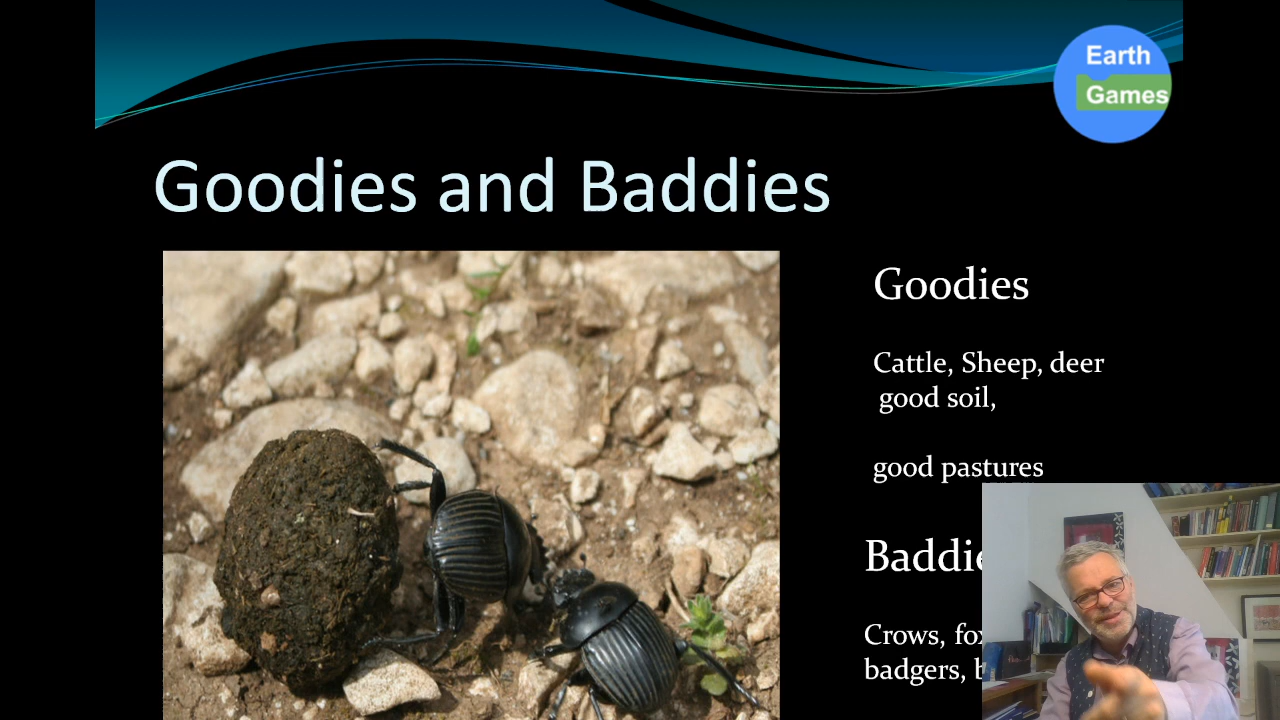 Earth
Games
Goodies and Baddies
Goodies
Cattle, Sheep, deer
good soil,
good pastures
Crows,
badgers,